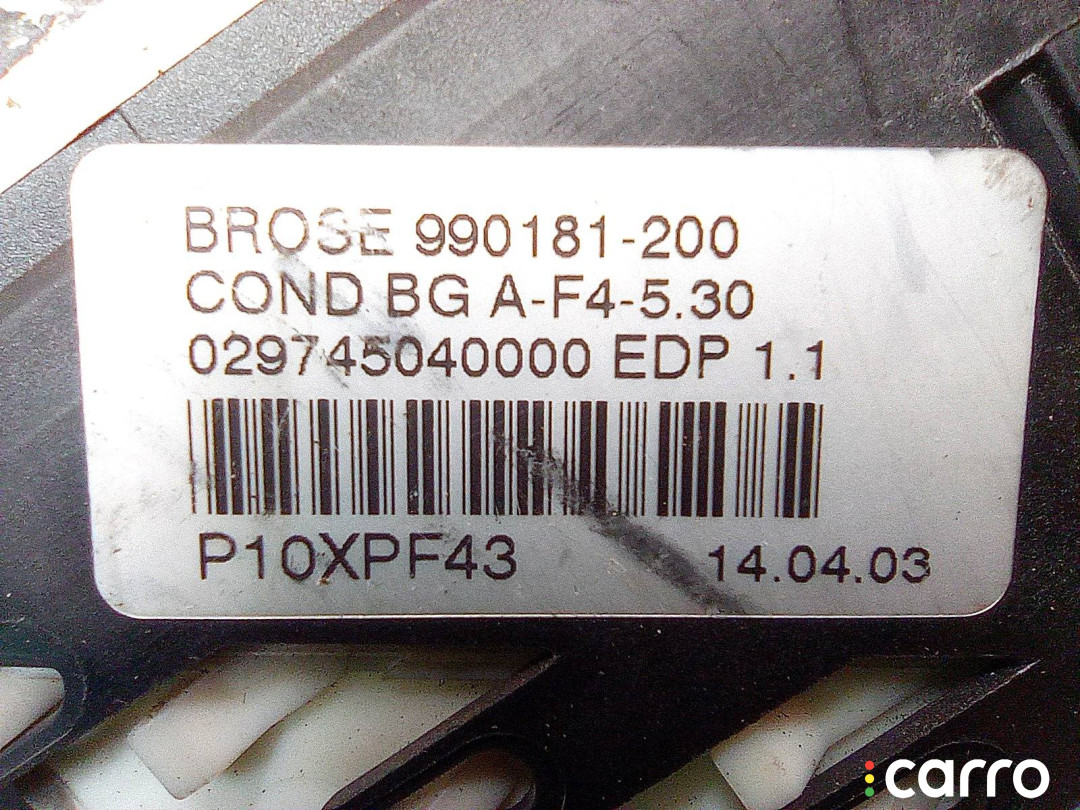 BROSE 990181-200
COND BG A-F4-5.30
029745040000 EDP 1.1
P10XPF43 14.04.03
carro